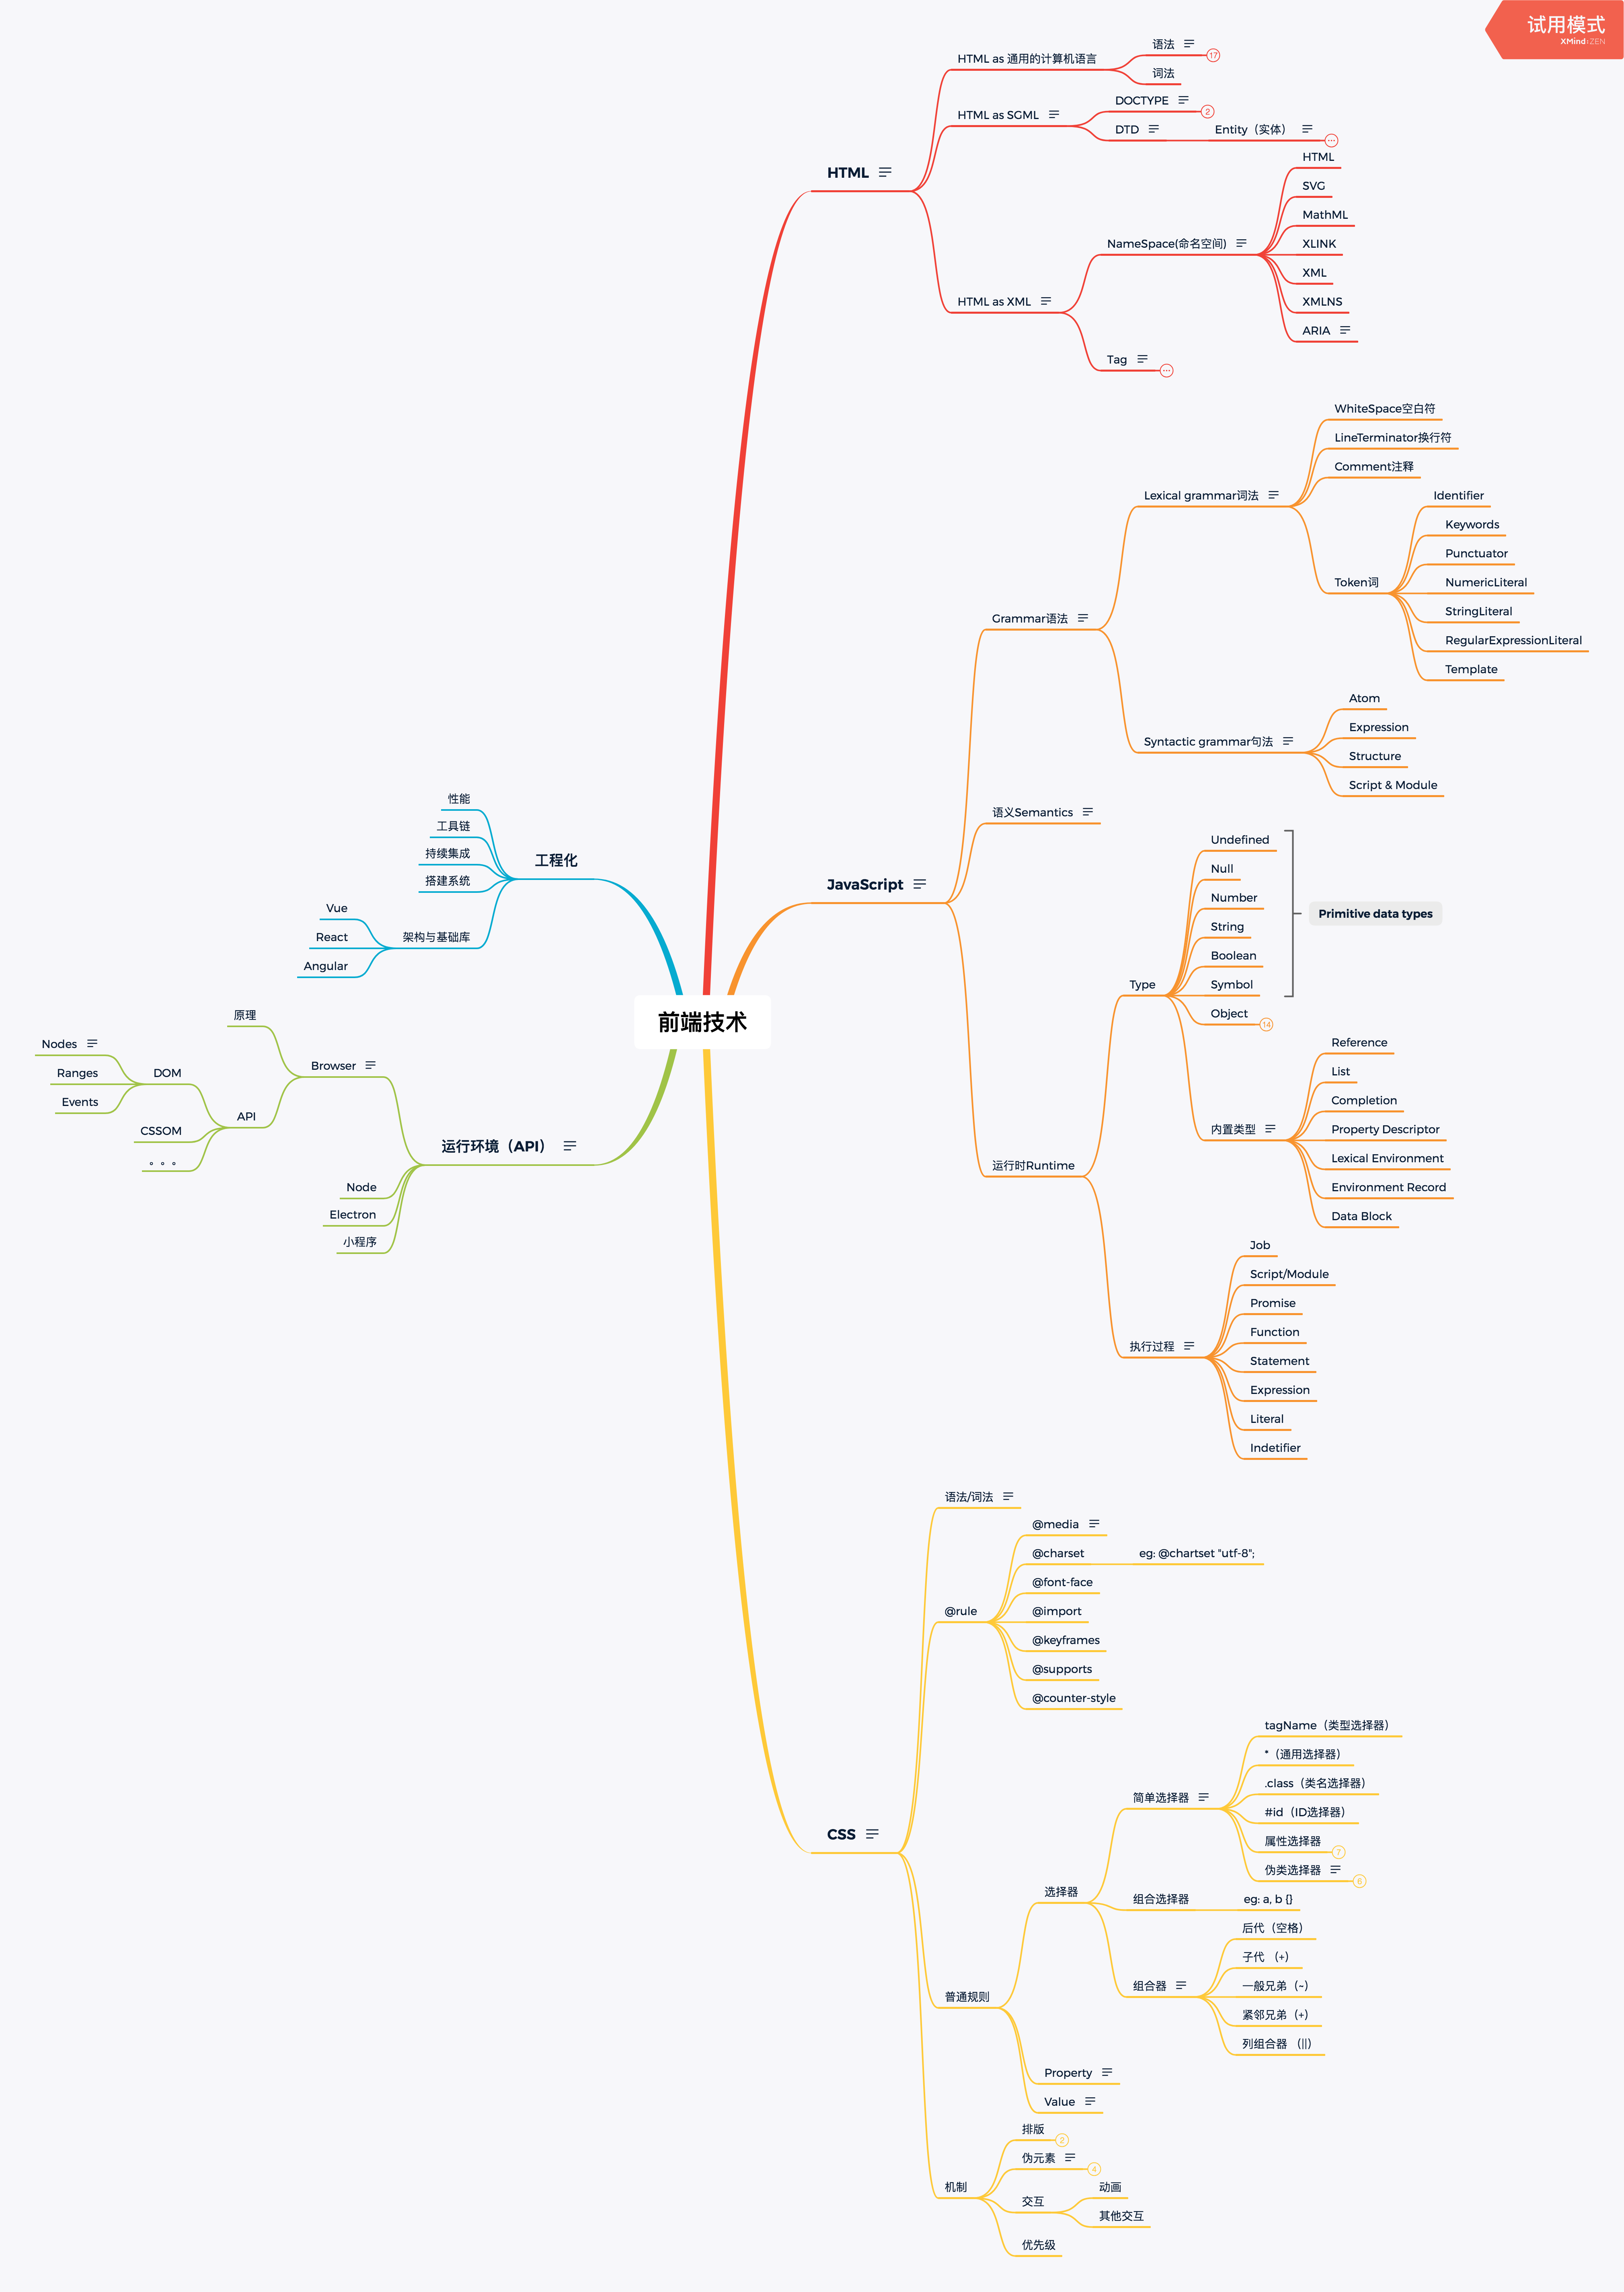 试用模式
XMind:ZEN
前端技术
HTML
HTML as 通用的计算机语言
语法
17
词法
HTML as SGML
DOCTYPE
2
DTD
Entity（实体）
HTML as XML
NameSpace(命名空间)
HTML
SVG
MathML
XLINK
XML
XMLNS
ARIA
Tag
JavaScript
Grammar语法
Lexical grammar词法
WhiteSpace空白符
LineTerminator换行符
Comment注释
Token词
Identifier
Keywords
Punctuator
NumericLiteral
StringLiteral
RegularExpressionLiteral
Template
Syntactic grammar句法
Atom
Expression
Structure
Script & Module
语义Semantics
运行时Runtime
Type
Undefined
Null
Number
String
Boolean
Symbol
Primitive data types
Object
14
内置类型
Reference
List
Completion
Property Descriptor
Lexical Environment
Environment Record
Data Block
执行过程
Job
Script/Module
Promise
Function
Statement
Expression
Literal
Indetifier
CSS
语法/词法
@rule
@media
@charset
eg: @chartset "utf-8";
@font-face
@import
@keyframes
@supports
@counter-style
普通规则
选择器
简单选择器
tagName（类型选择器）
*（通用选择器）
.class（类名选择器）
#id（ID选择器）
属性选择器
7
伪类选择器
6
组合选择器
eg: a, b {}
组合器
后代（空格）
子代 （+）
一般兄弟（~）
紧邻兄弟（+）
列组合器 （||）
Property
Value
机制
排版
2
伪元素
4
交互
动画
其他交互
优先级
工程化
性能
工具链
持续集成
搭建系统
架构与基础库
Vue
React
Angular
运行环境（API）
Browser
原理
API
DOM
Nodes
Ranges
Events
CSSOM
。。。
Node
Electron
小程序